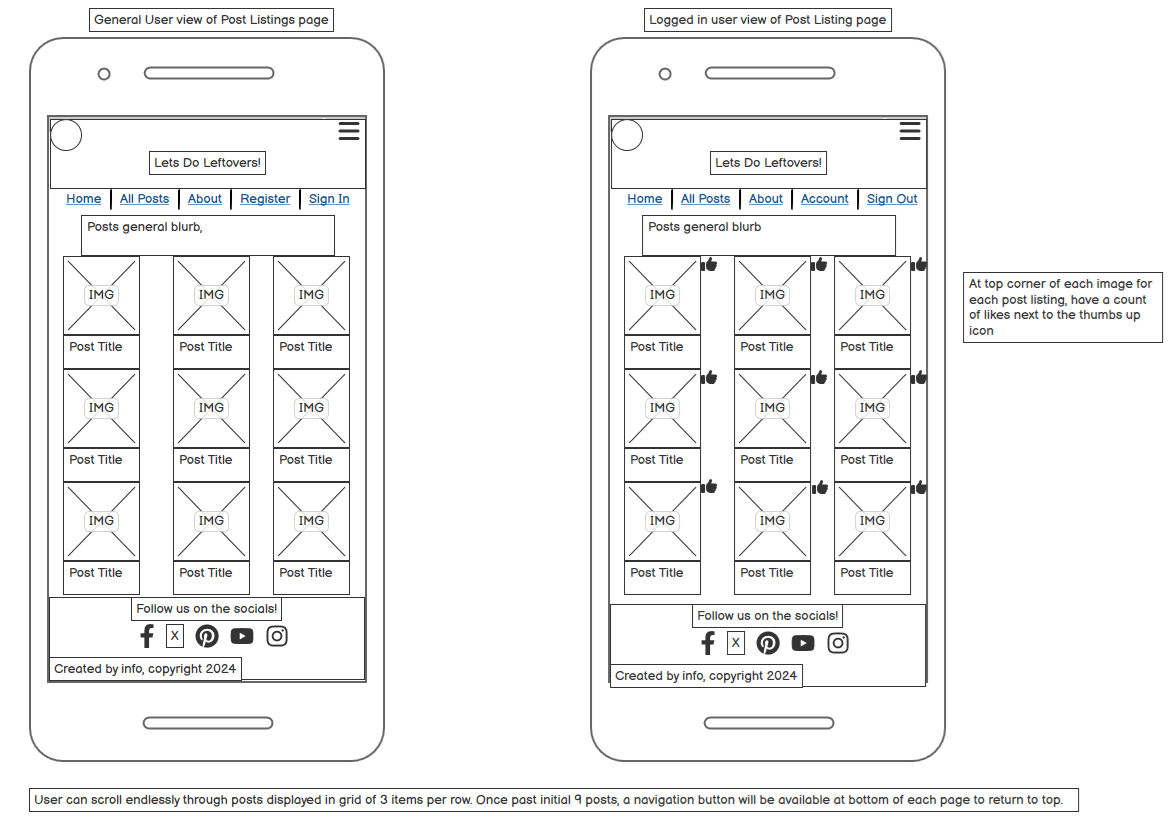 General User view of Post Listings page
Lets Do Leftovers!
Home All Posts About Register Sign In
Posts general blurb,
IMG IMG IMG
Post Title Post Title Post Title
IMG IMG IMG
Post Title Post Title Post Title
IMG IMG IMG
Post Title Post Title Post Title
Follow us on the socials!
X
Created by info, copyright 2024
Logged in user view of Post Listing page
Lets Do Leftovers!
Home All Posts About Account Sign Out
Posts general blurb
IMG IMG IMG
Post Title Post Title Post Title
IMG IMG IMG
Post Title Post Title Post Title
IMG IMG IMG
Post Title Post Title Post Title
Follow us on the socials!
X
Created by info, copyright 2024
At top corner of each image for
each post listing, have a count
of likes next to the thumbs up
icon
User can scroll endlessly through posts displayed in grid of 3 items per row. Once past initial 9 posts, a navigation button will be available at bottom of each page to return to top.